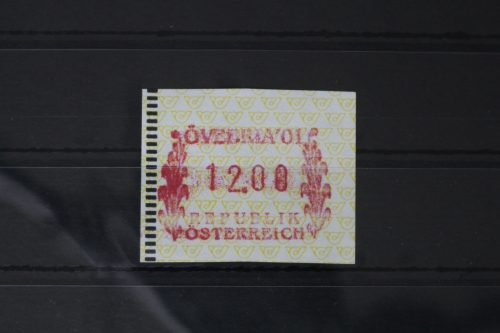 ÖVEBRIA'01
12.00
REPUBLIK
ÖSTERREICH